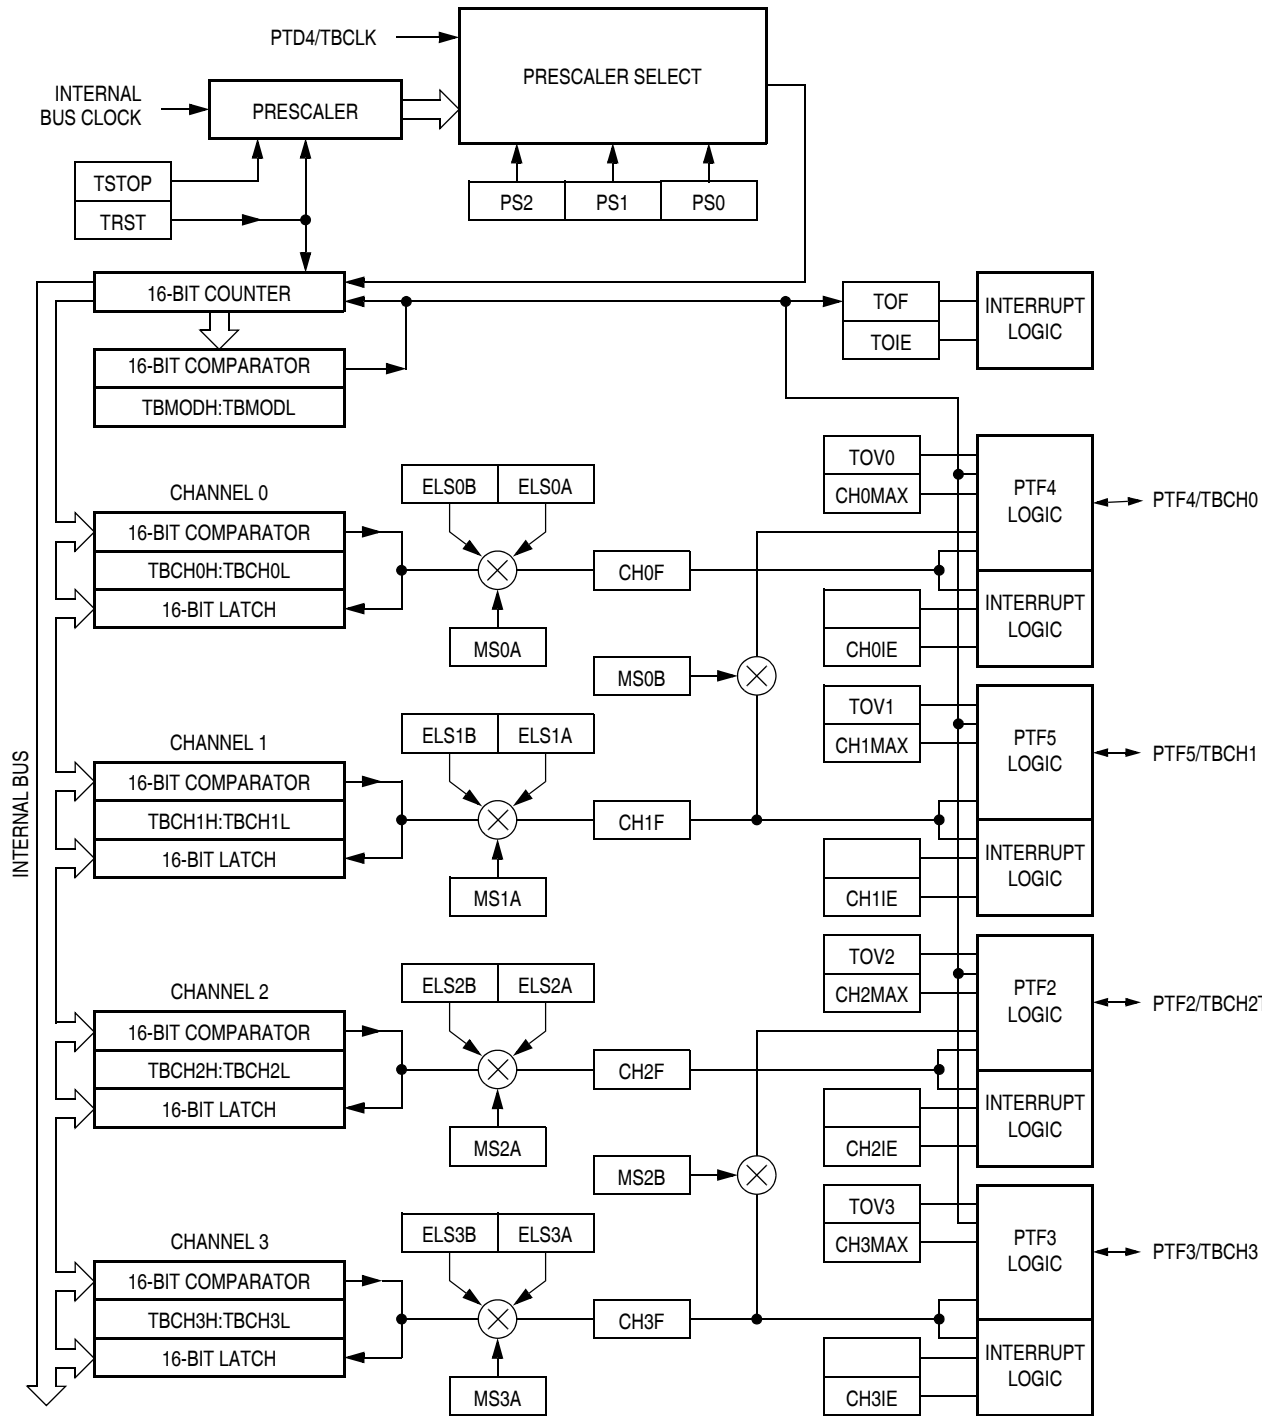 PTD4/TBCLK
PRESCALER SELECT
INTERNAL
BUS CLOCK
PRESCALER
TSTOP
TRST
PS2
PS1
PS0
16-BIT COUNTER
16-BIT COMPARATOR
TBMODH:TBMODL
TOF
TOIE
INTERRUPT
LOGIC
INTERNAL BUS
CHANNEL 0
16-BIT COMPARATOR
TBCH0H:TBCH0L
16-BIT LATCH
ELS0B
ELS0A
MS0A
CH0F
MS0B
TOV0
CH0MAX
PTF4
LOGIC
PTF4/TBCH0
CH0IE
INTERRUPT
LOGIC
CHANNEL 1
16-BIT COMPARATOR
TBCH1H:TBCH1L
16-BIT LATCH
ELS1B
ELS1A
MS1A
CH1F
TOV1
CH1MAX
PTF5
LOGIC
PTF5/TBCH1
CH1IE
INTERRUPT
LOGIC
CHANNEL 2
16-BIT COMPARATOR
TBCH2H:TBCH2L
16-BIT LATCH
ELS2B
ELS2A
MS2A
CH2F
MS2B
TOV2
CH2MAX
PTF2
LOGIC
PTF2/TBCH2T
CH2IE
INTERRUPT
LOGIC
CHANNEL 3
16-BIT COMPARATOR
TBCH3H:TBCH3L
16-BIT LATCH
ELS3B
ELS3A
MS3A
CH3F
TOV3
CH3MAX
PTF3
LOGIC
PTF3/TBCH3
CH3IE
INTERRUPT
LOGIC